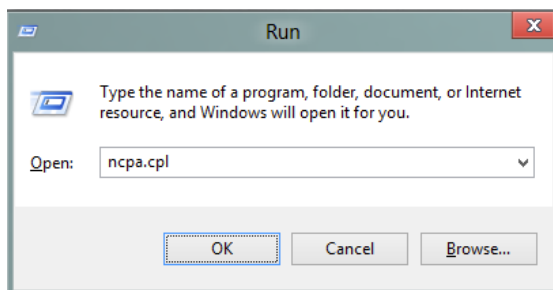 Run
x
Type the name of a program, folder, document, or Internet
resource, and Windows will open it for you.
Open: ncpa.cpl
OK Cancel Browse...